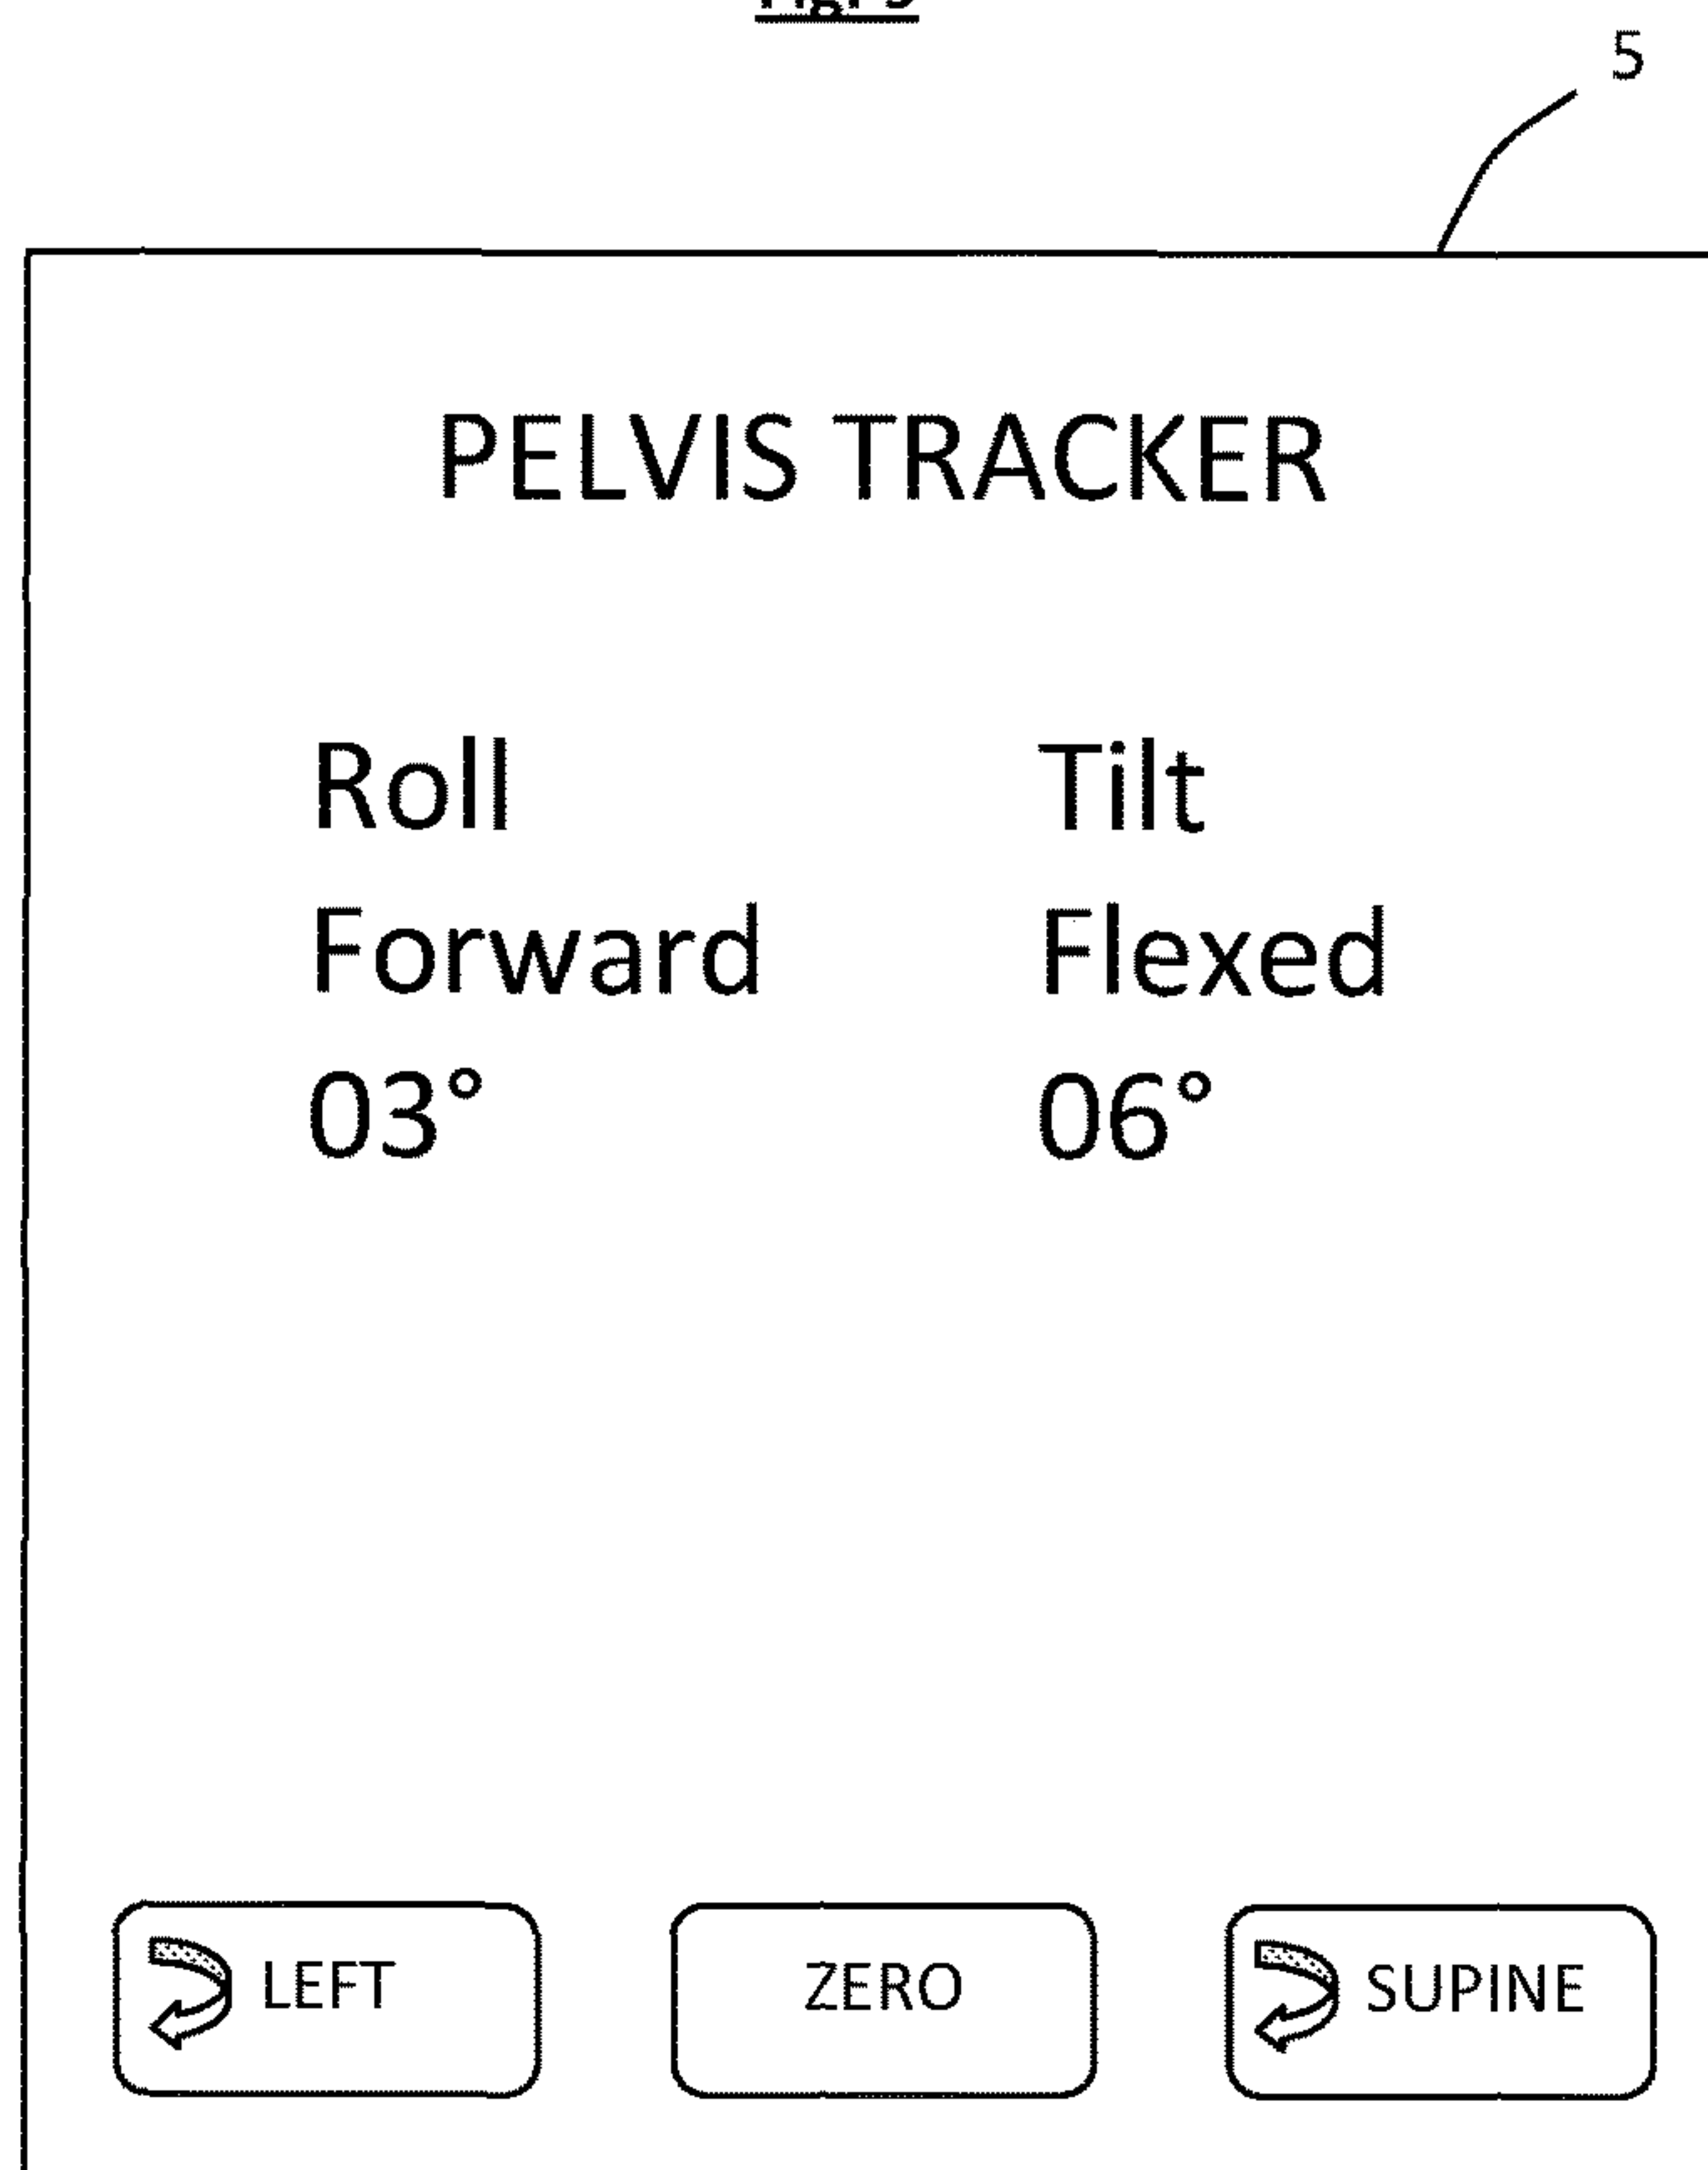 5
PELVIS TRACKER
Roll Tilt
Forward Flexed
03° 06°
LEFT ZERO SUPINE